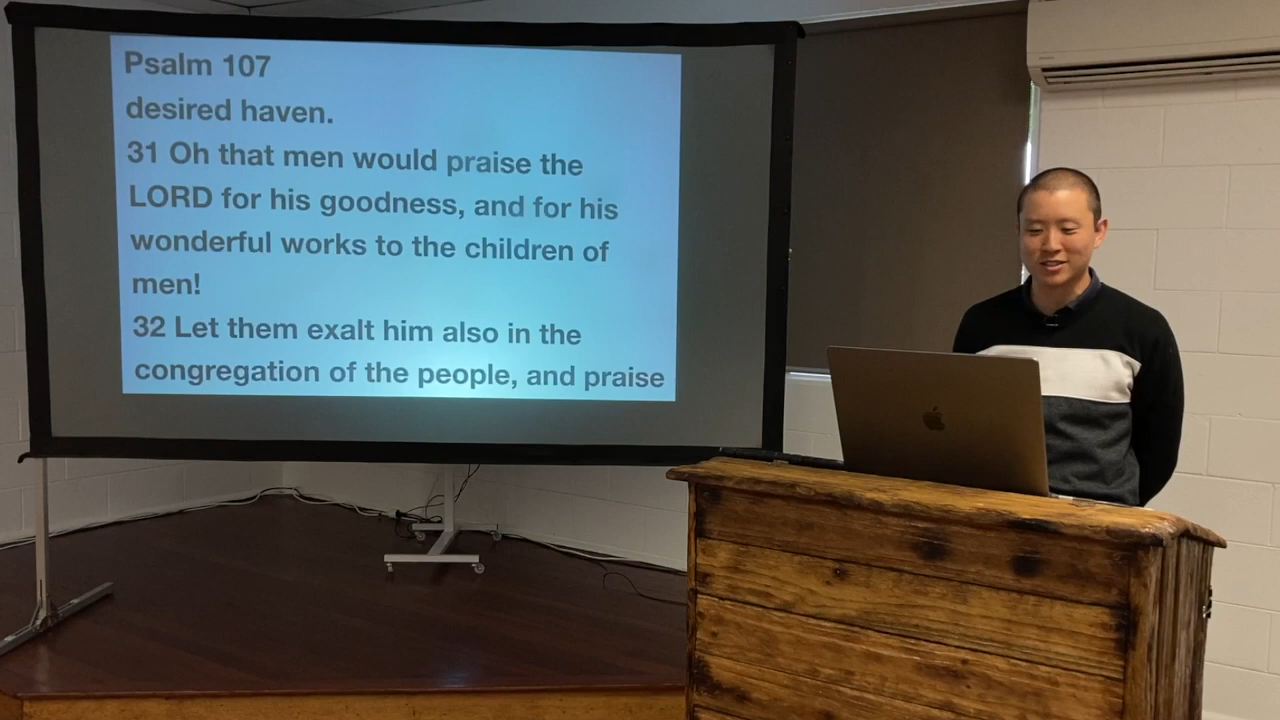 Psalm 107
desired haven.
31 Oh that men would praise the
LORD for his goodness, and for his
wonderful works to the children of
men!
32 Let them exalt him also in the
congregation of the people, and praise